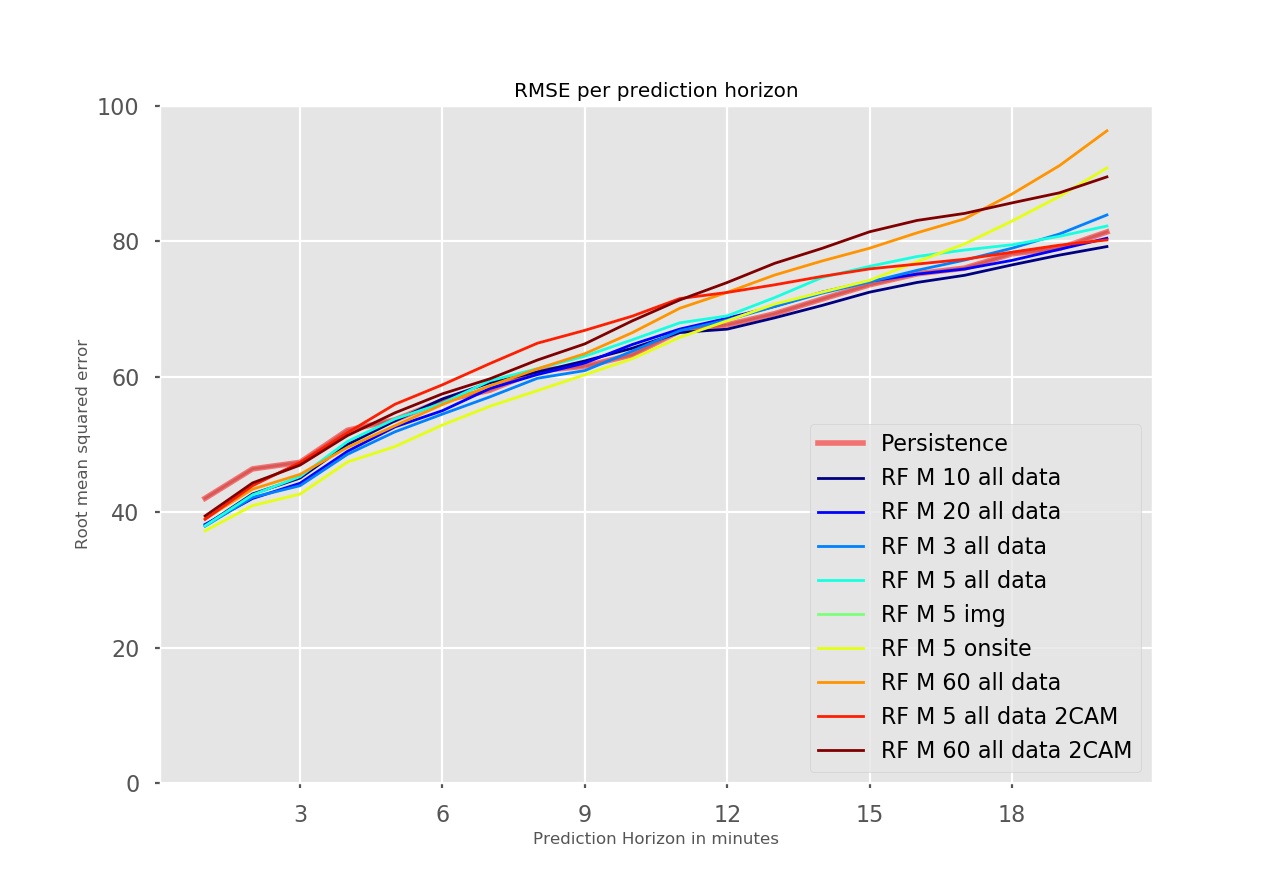 RMSE per prediction horizon
100
80
60
40
20
0
Root mean squared error
3
6
9
12
15
18
Prediction Horizon in minutes
Persistence
RF M 10 all data
RF M 20 all data
RF M 3 all data
RF M 5 all data
RF M 5 img
RF M 5 onsite
RF M 60 all data
RF M 5 all data 2CAM
RF M 60 all data 2CAM